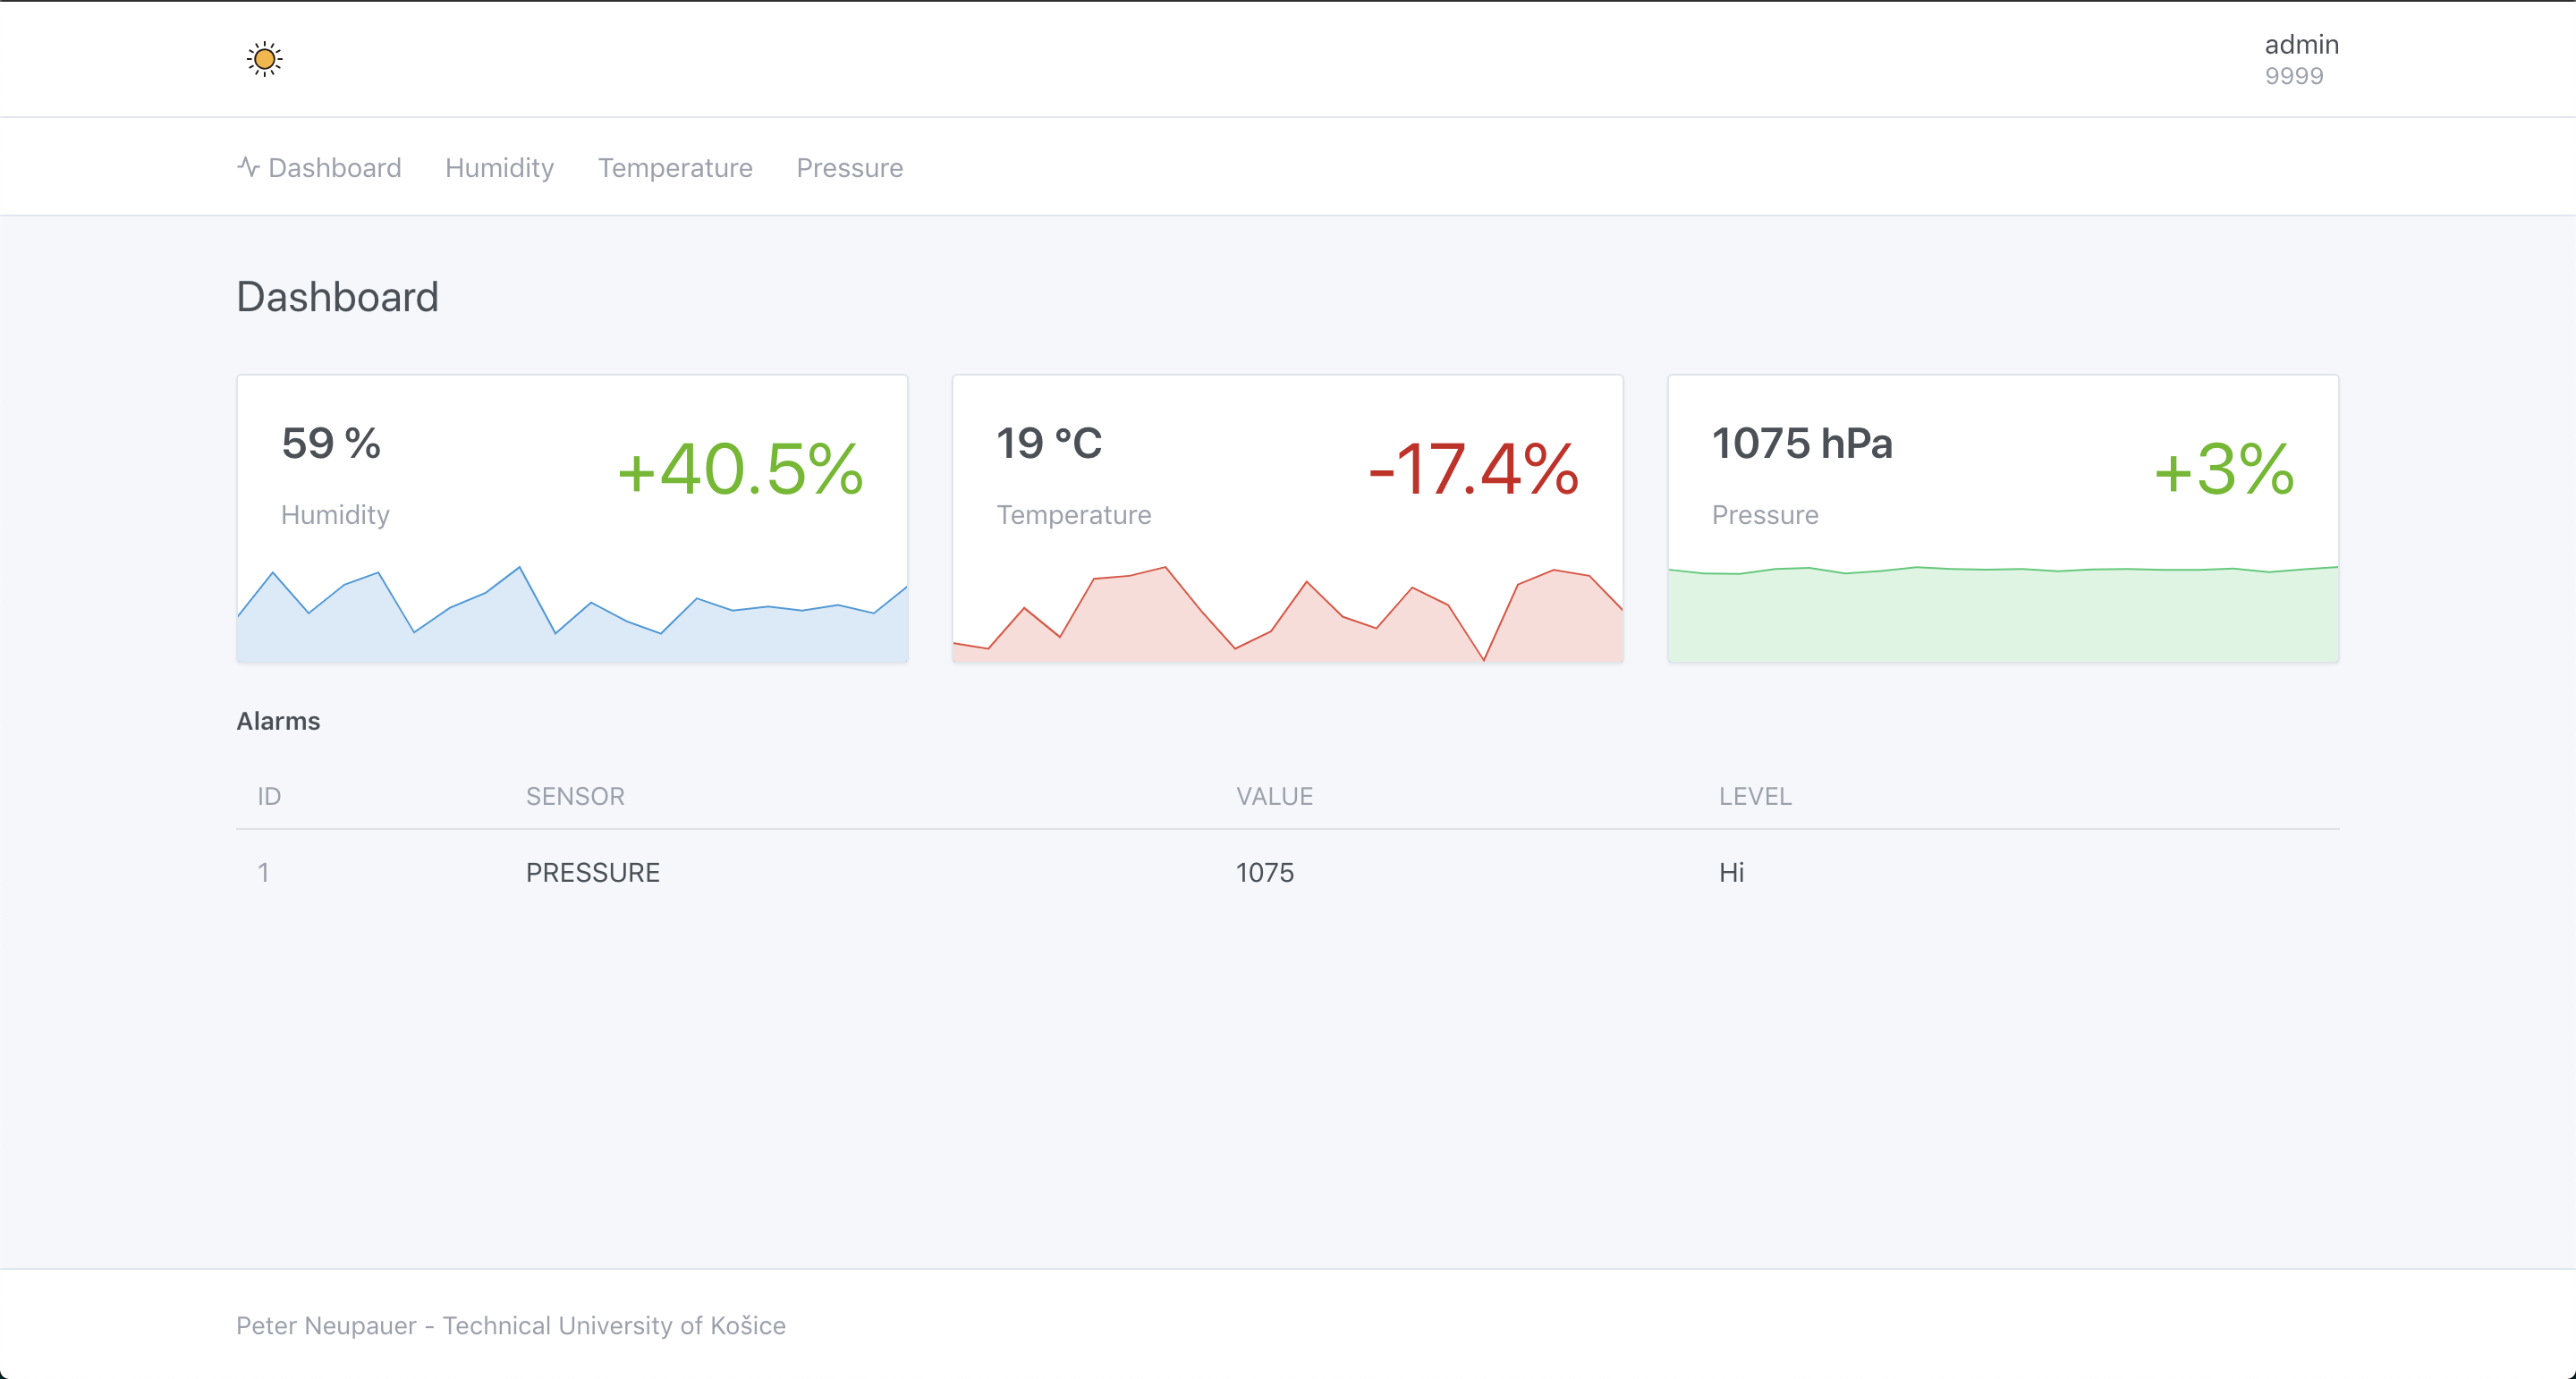 admin
9999
Dashboard Humidity Temperature Pressure
Dashboard
59 %
+40.5%
Humidity
19 °C
-17.4%
Temperature
1075 hPa
+3%
Pressure
Alarms
ID SENSOR VALUE LEVEL
1 PRESSURE 1075 Hi
Peter Neupauer - Technical University of Košice